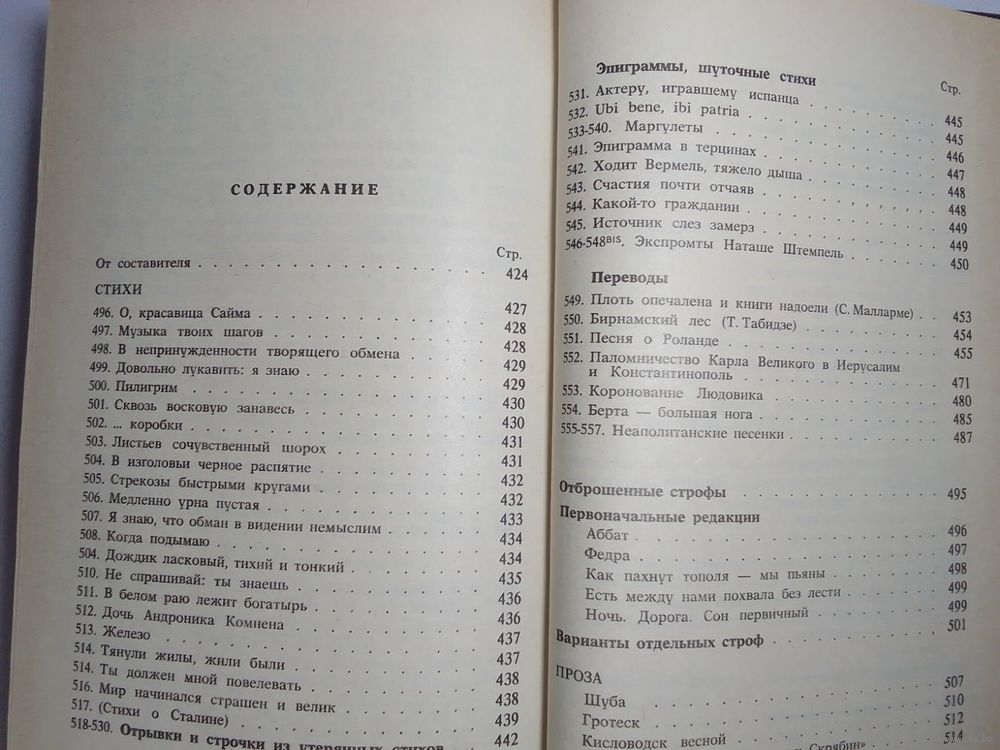 СОДЕРЖАНИЕ
Стр.
От составителя . . . . . . . . . . 424
СТИХИ
496. О, красавица Сайма . . . . . . . . . . 427
497. Музыка твоих шагов . . . . . . . . . . 428
498. В непринужденности творящего обмена . . . . 428
499. Довольно лукавить: я знаю . . . . . . . . 429
500. Пилигрим . . . . . . . . . . 429
501. Сквозь восковую занавесь . . . . . . . . 430
502. ... коробки . . . . . . . . . . 430
503. Листьев сочувственный шорох . . . . . . . 431
504. В изголовьи черное распятие . . . . . . . 431
505. Стрекозы быстрыми кругами . . . . . . . 432
506. Медленно урна пустая . . . . . . . . 432
507. Я знаю, что обман в видении немыслим . . . . 433
508. Когда подымаю . . . . . . . . . . 434
504. Дождик ласковый, тихий и тонкий . . . . . 434
510. Не спрашивай: ты знаешь . . . . . . . 435
511. В белом раю лежит богатырь . . . . . . 436
512. Дочь Андроника Комнена . . . . . . . 436
513. Железо . . . . . . . . . . 437
514. Тянули жилы, жили были . . . . . . . 437
514. Ты должен мной повелевать . . . . . . 438
516. Мир начинался страшен и велик . . . . . 438
517. (Стихи о Сталине) . . . . . . . . 439
518-530. Отрывки и строчки из утерянных стихов . . 442
Эпиграммы, шуточные стихи
Стр.
531. Актеру, игравшему испанца . . . . . . . 445
532. Ubi bene, ibi patria . . . . . . . . 445
533-540. Маргулеты . . . . . . . . . . 446
541. Эпиграмма в терцинах . . . . . . . . 447
542. Ходит Вермель, тяжело дыша . . . . . . 448
543. Счастия почти отчаяв . . . . . . . . 448
544. Какой-то гражданин . . . . . . . . 449
545. Источник слез замерз . . . . . . . . 449
546-548BIS. Экспромты Наташе Штемпель . . . . 450
Переводы
549. Плоть опечалена и книги надоели (С. Малларме) . . 453
550. Бирнамский лес (Т. Табидзе) . . . . . . 454
551. Песня о Роланде . . . . . . . . 455
552. Паломничество Карла Великого в Иерусалим
и Константинополь . . . . . . . . 471
553. Коронование Людовика . . . . . . . 480
554. Берта — большая нога . . . . . . . 485
555-557. Неаполитанские песенки . . . . . . 487
Отброшенные строфы . . . . . . . . . . 495
Первоначальные редакции
Аббат . . . . . . . . . . 496
Федра . . . . . . . . . . 497
Как пахнут тополя — мы пьяны . . . . . . 498
Есть между нами похвала без лести . . . . . 499
Ночь. Дорога. Сон первичный . . . . . . 499
Варианты отдельных строф . . . . . . . . 501
ПРОЗА
Шуба . . . . . . . . . . 507
Гротеск . . . . . . . . . . 510
Кисловодск весной . . . . . . . . 512
Скрябин» . . 514